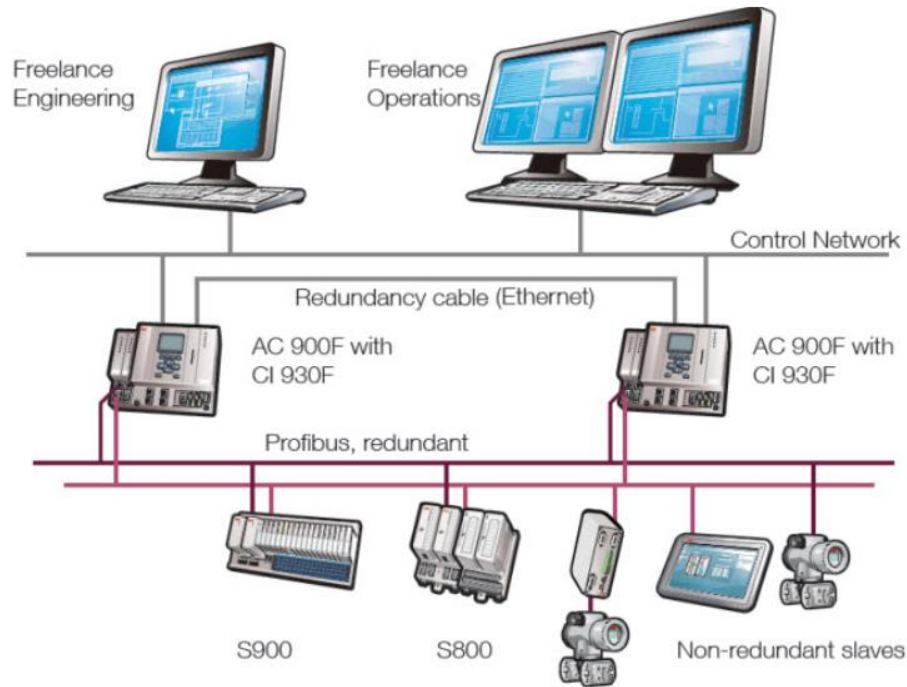 Freelance
Engineering
Freelance
Operations
Control Network
Redundancy cable (Ethernet)
AC 900F with
CI 930F
AC 900F with
CI 930F
Profibus, redundant
S900
S800
Non-redundant slaves